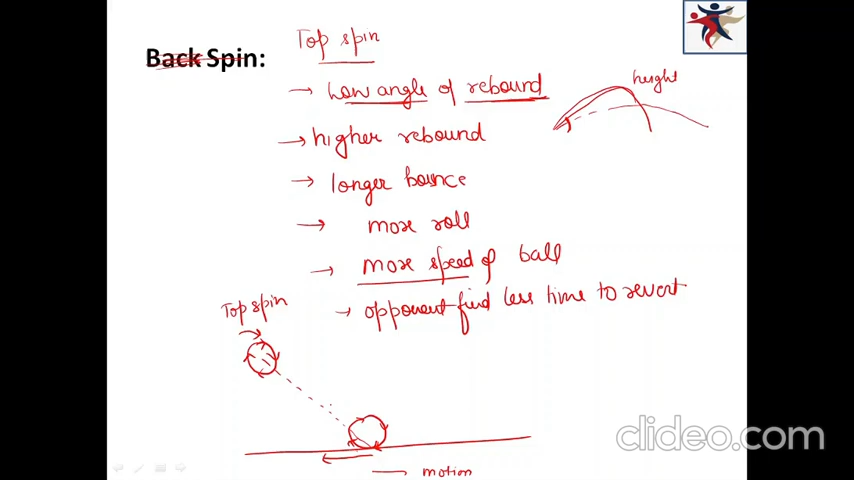 Back Spin:
Top spin
→ Low angle of rebound
height
→ higher rebound
→ longer bounce
→ more roll
→ more speed of ball
→ opponent find less time to revert
Top spin
clideo.com
motion